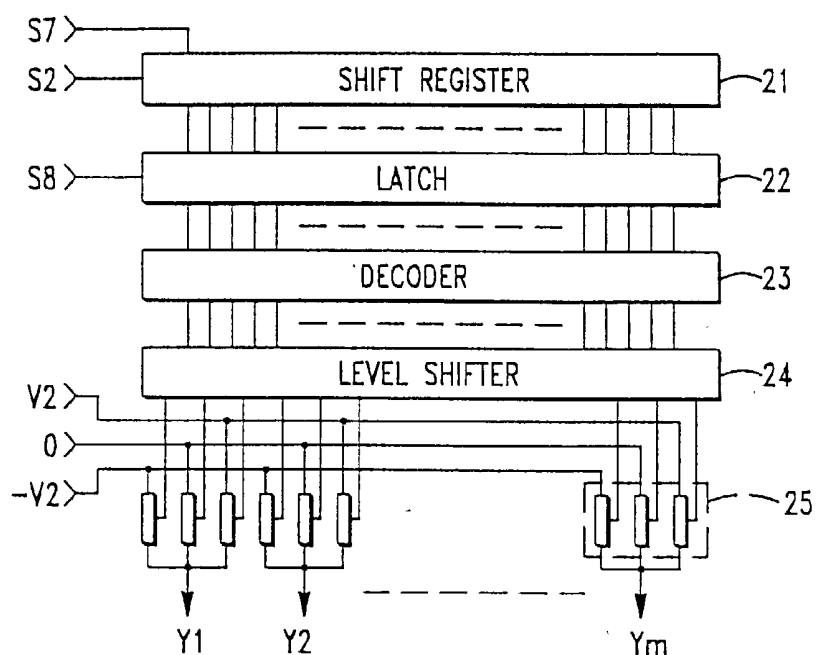 S7
S2 SHIFT REGISTER 21
S8 LATCH 22
DECODER 23
LEVEL SHIFTER 24
V2
0
-V2 25
Y1 Y2 Ym